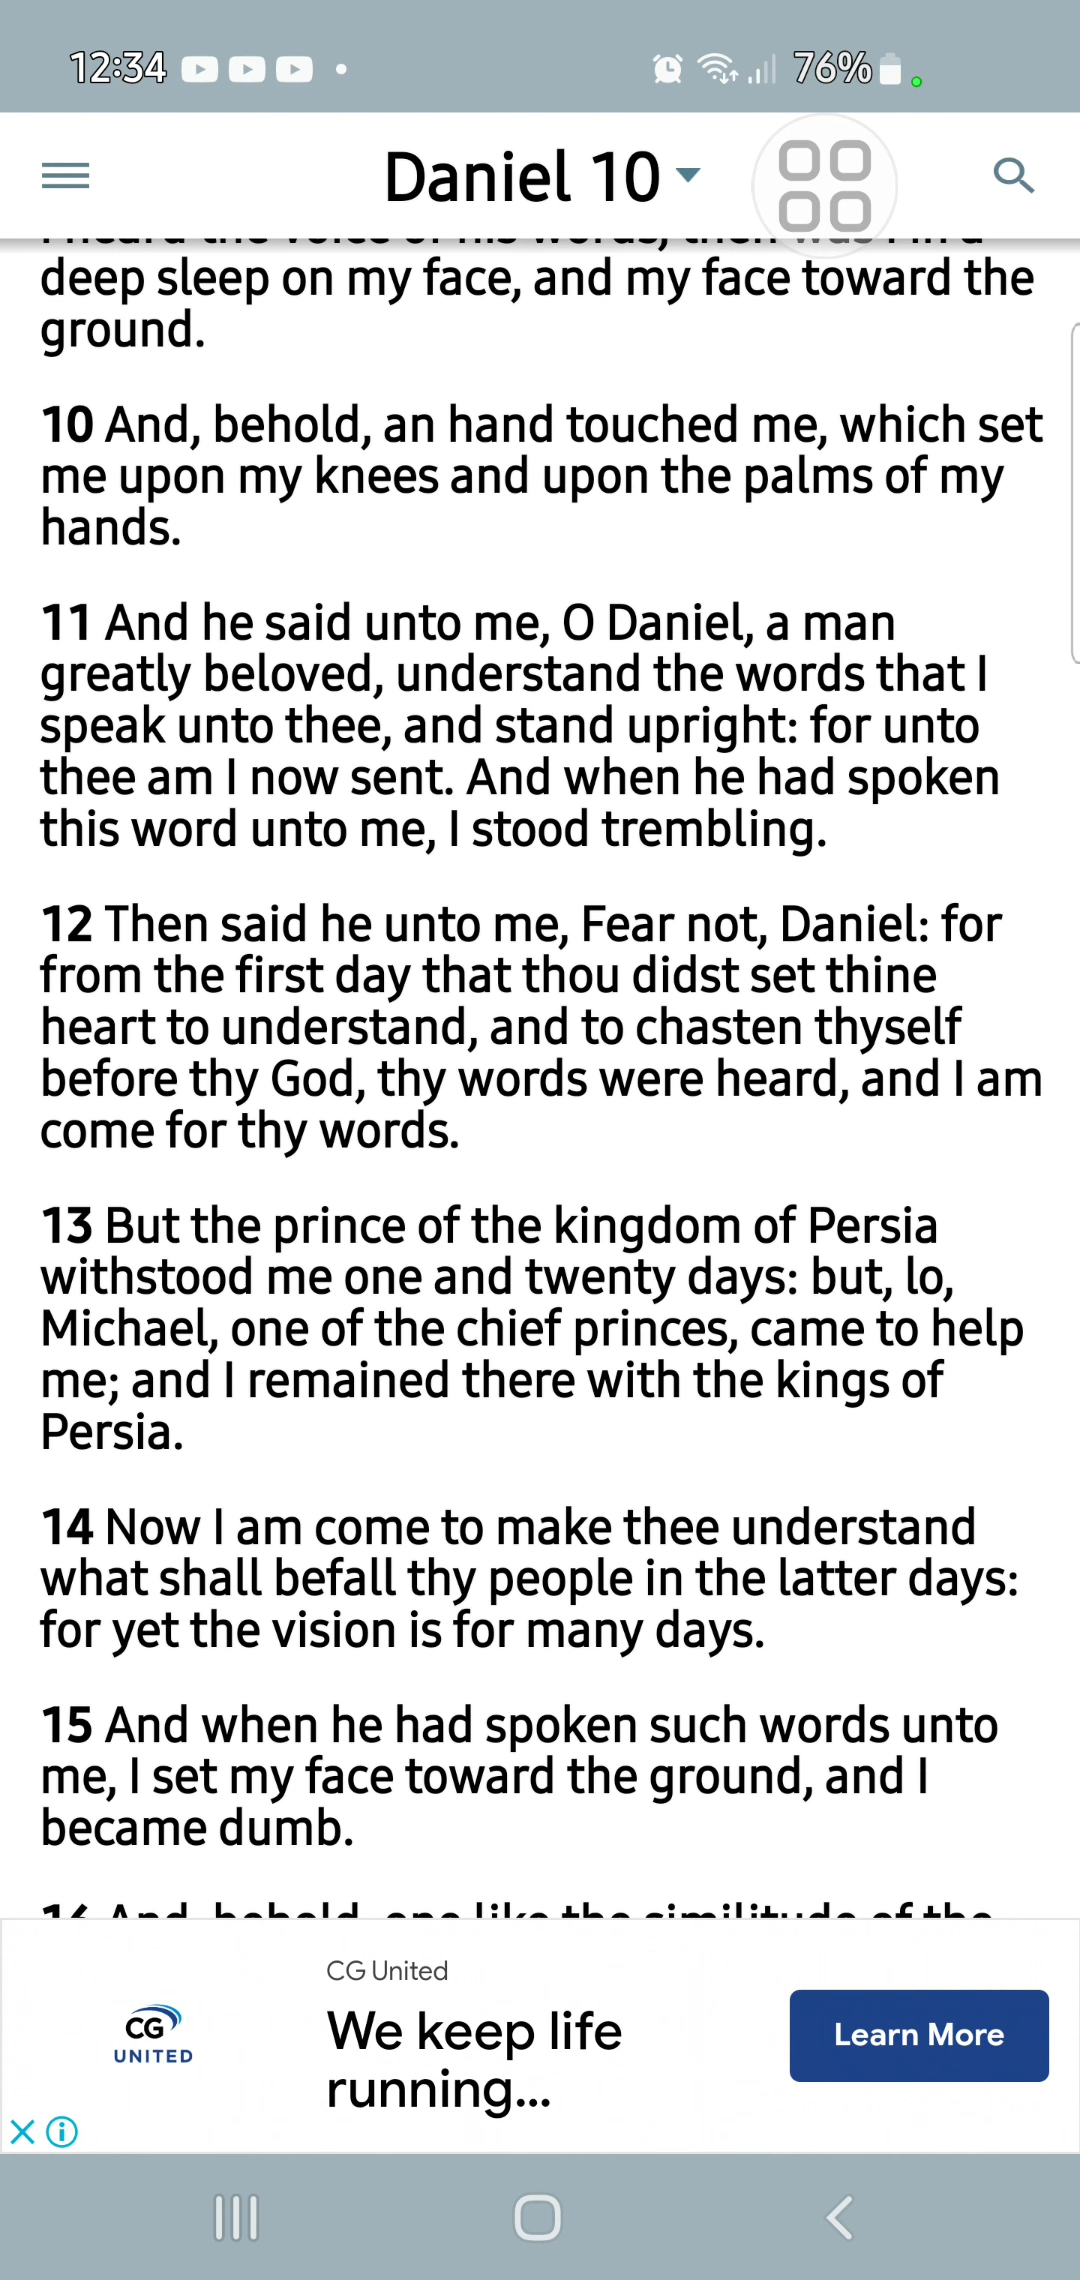 12:34
76%
Daniel 10
deep sleep on my face, and my face toward the
ground.
10 And, behold, an hand touched me, which set
me upon my knees and upon the palms of my
hands.
11 And he said unto me, O Daniel, a man
greatly beloved, understand the words that I
speak unto thee, and stand upright: for unto
thee am I now sent. And when he had spoken
this word unto me, I stood trembling.
12 Then said he unto me, Fear not, Daniel: for
from the first day that thou didst set thine
heart to understand, and to chasten thyself
before thy God, thy words were heard, and I am
come for thy words.
13 But the prince of the kingdom of Persia
withstood me one and twenty days: but, lo,
Michael, one of the chief princes, came to help
me; and I remained there with the kings of
Persia.
14 Now I am come to make thee understand
what shall befall thy people in the latter days:
for yet the vision is for many days.
15 And when he had spoken such words unto
me, I set my face toward the ground, and I
became dumb.
16 And, behold, one like the similitude of the
CG United
CG
UNITED
We keep life
running...
Learn More